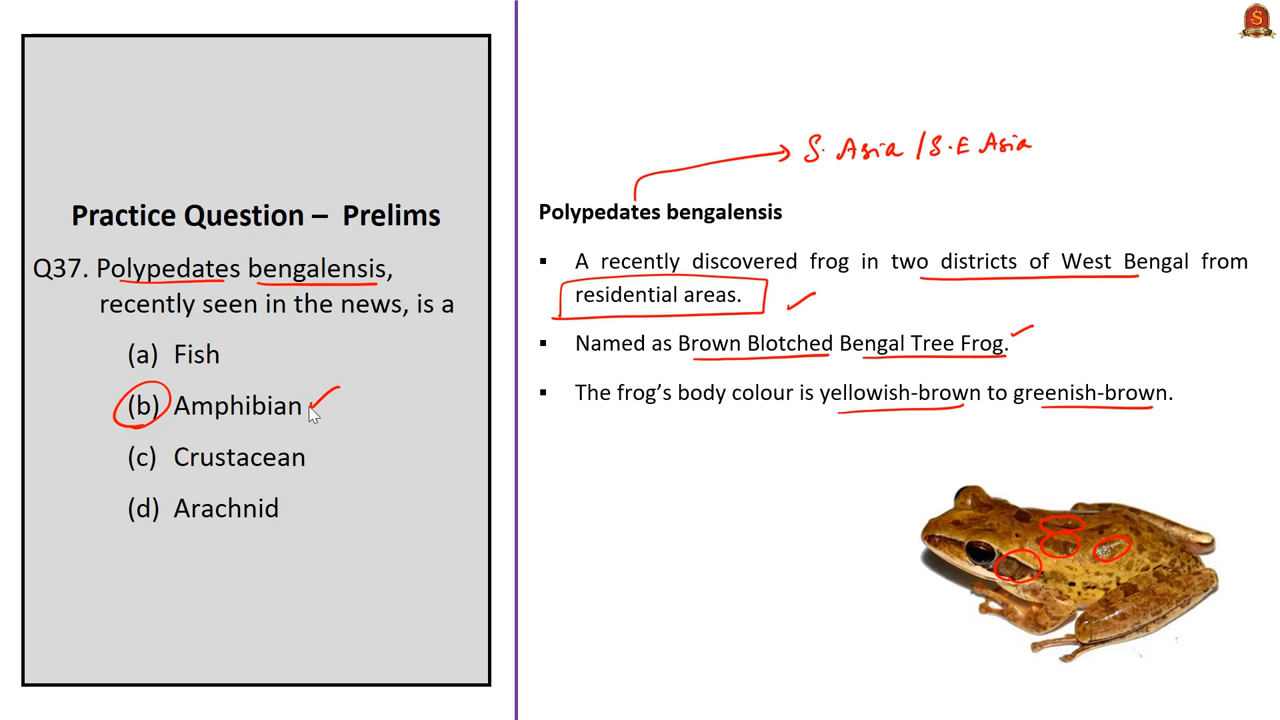 Practice Question – Prelims
Q37. Polypedates bengalensis,
recently seen in the news, is a
(a) Fish
(b) Amphibian
(c) Crustacean
(d) Arachnid
S. Asia / S.E Asia
Polypedates bengalensis
▪ A recently discovered frog in two districts of West Bengal from
residential areas.
▪ Named as Brown Blotched Bengal Tree Frog.
▪ The frog’s body colour is yellowish-brown to greenish-brown.